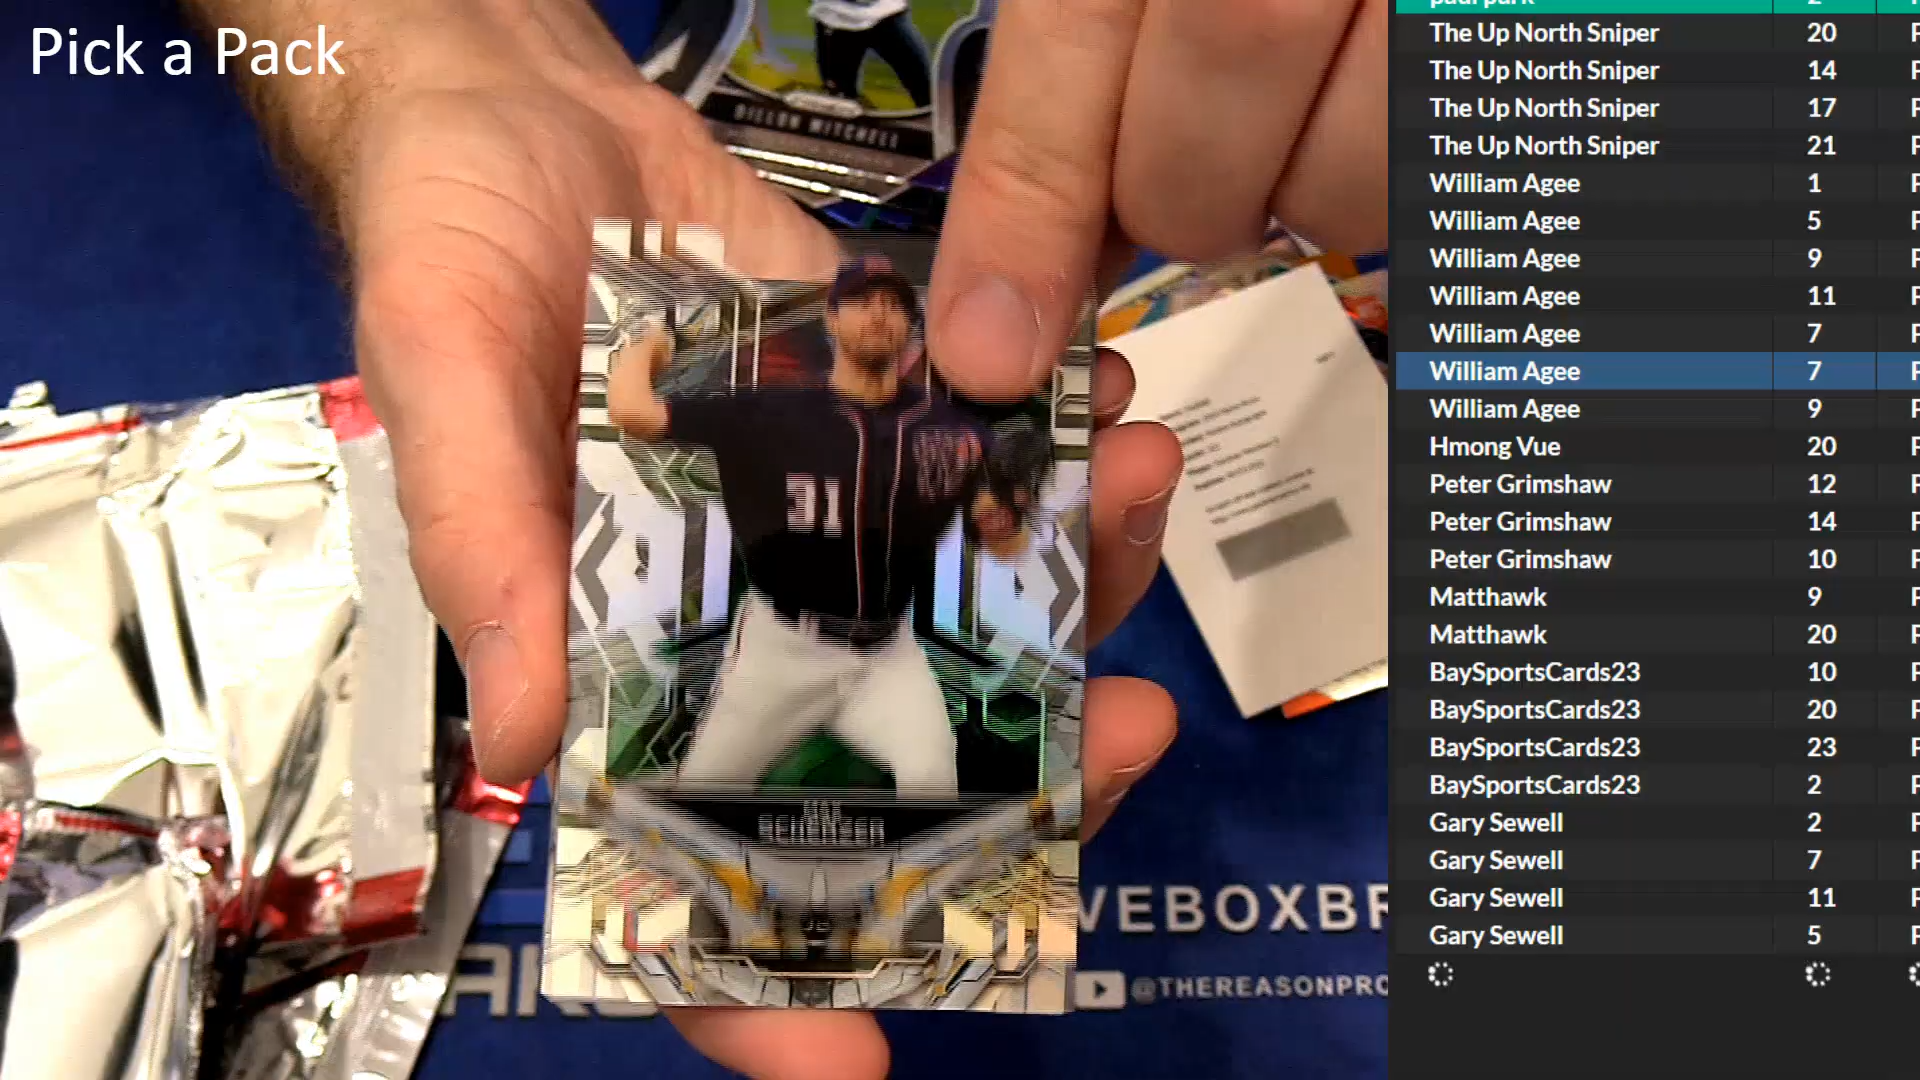 Pick a Pack
DILLON MITCHELL
31
MAX
SCHERZER
VEBOXBR
@THEREASONPRO
The Up North Sniper 20 P
The Up North Sniper 14 P
The Up North Sniper 17 P
The Up North Sniper 21 P
William Agee 1 P
William Agee 5 P
William Agee 9 P
William Agee 11 P
William Agee 7 P
William Agee 7 P
William Agee 9 P
Hmong Vue 20 P
Peter Grimshaw 12 P
Peter Grimshaw 14 P
Peter Grimshaw 10 P
Matthawk 9 P
Matthawk 20 P
BaySportsCards23 10 P
BaySportsCards23 20 P
BaySportsCards23 23 P
BaySportsCards23 2 P
Gary Sewell 2 P
Gary Sewell 7 P
Gary Sewell 11 P
Gary Sewell 5 P